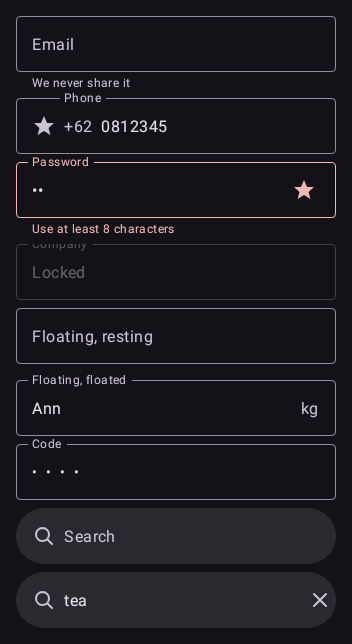 Email
We never share it
Phone
+62 0812345
Password
••
Use at least 8 characters
Company
Locked
Floating, resting
Floating, floated
Ann kg
Code
• • • •
Search
tea